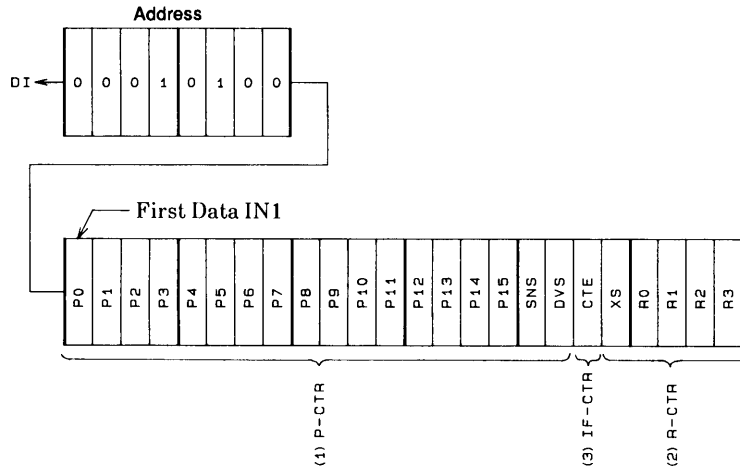 Address
DI 0 0 0 1 0 1 0 0
First Data IN1
P0 P1 P2 P3 P4 P5 P6 P7 P8 P9 P10 P11 P12 P13 P14 P15 SNS DVS CTE XS R0 R1 R2 R3
(1) P-CTR (3) IF-CTR (2) R-CTR